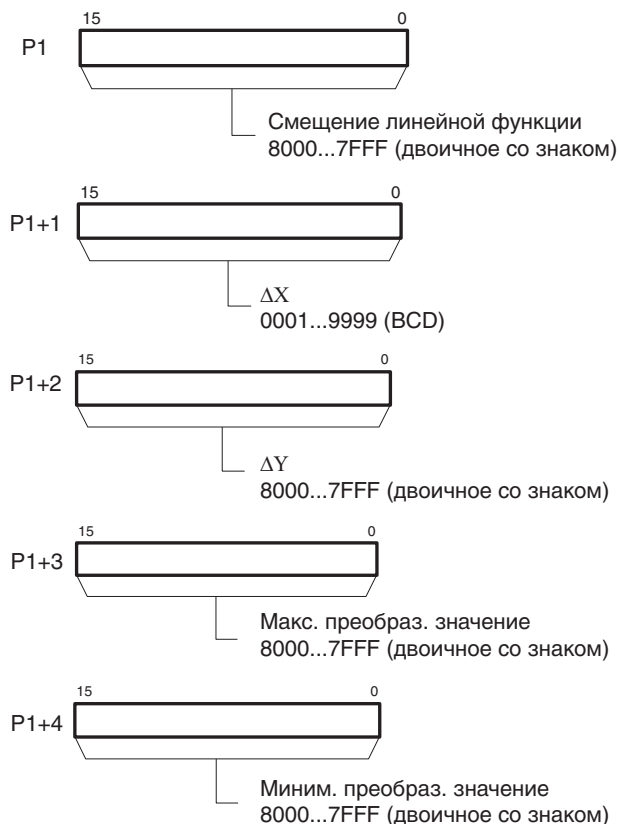 15 0
P1
Смещение линейной функции
8000...7FFF (двоичное со знаком)
15 0
P1+1
ΔX
0001...9999 (BCD)
15 0
P1+2
ΔY
8000...7FFF (двоичное со знаком)
15 0
P1+3
Макс. преобраз. значение
8000...7FFF (двоичное со знаком)
15 0
P1+4
Миним. преобраз. значение
8000...7FFF (двоичное со знаком)